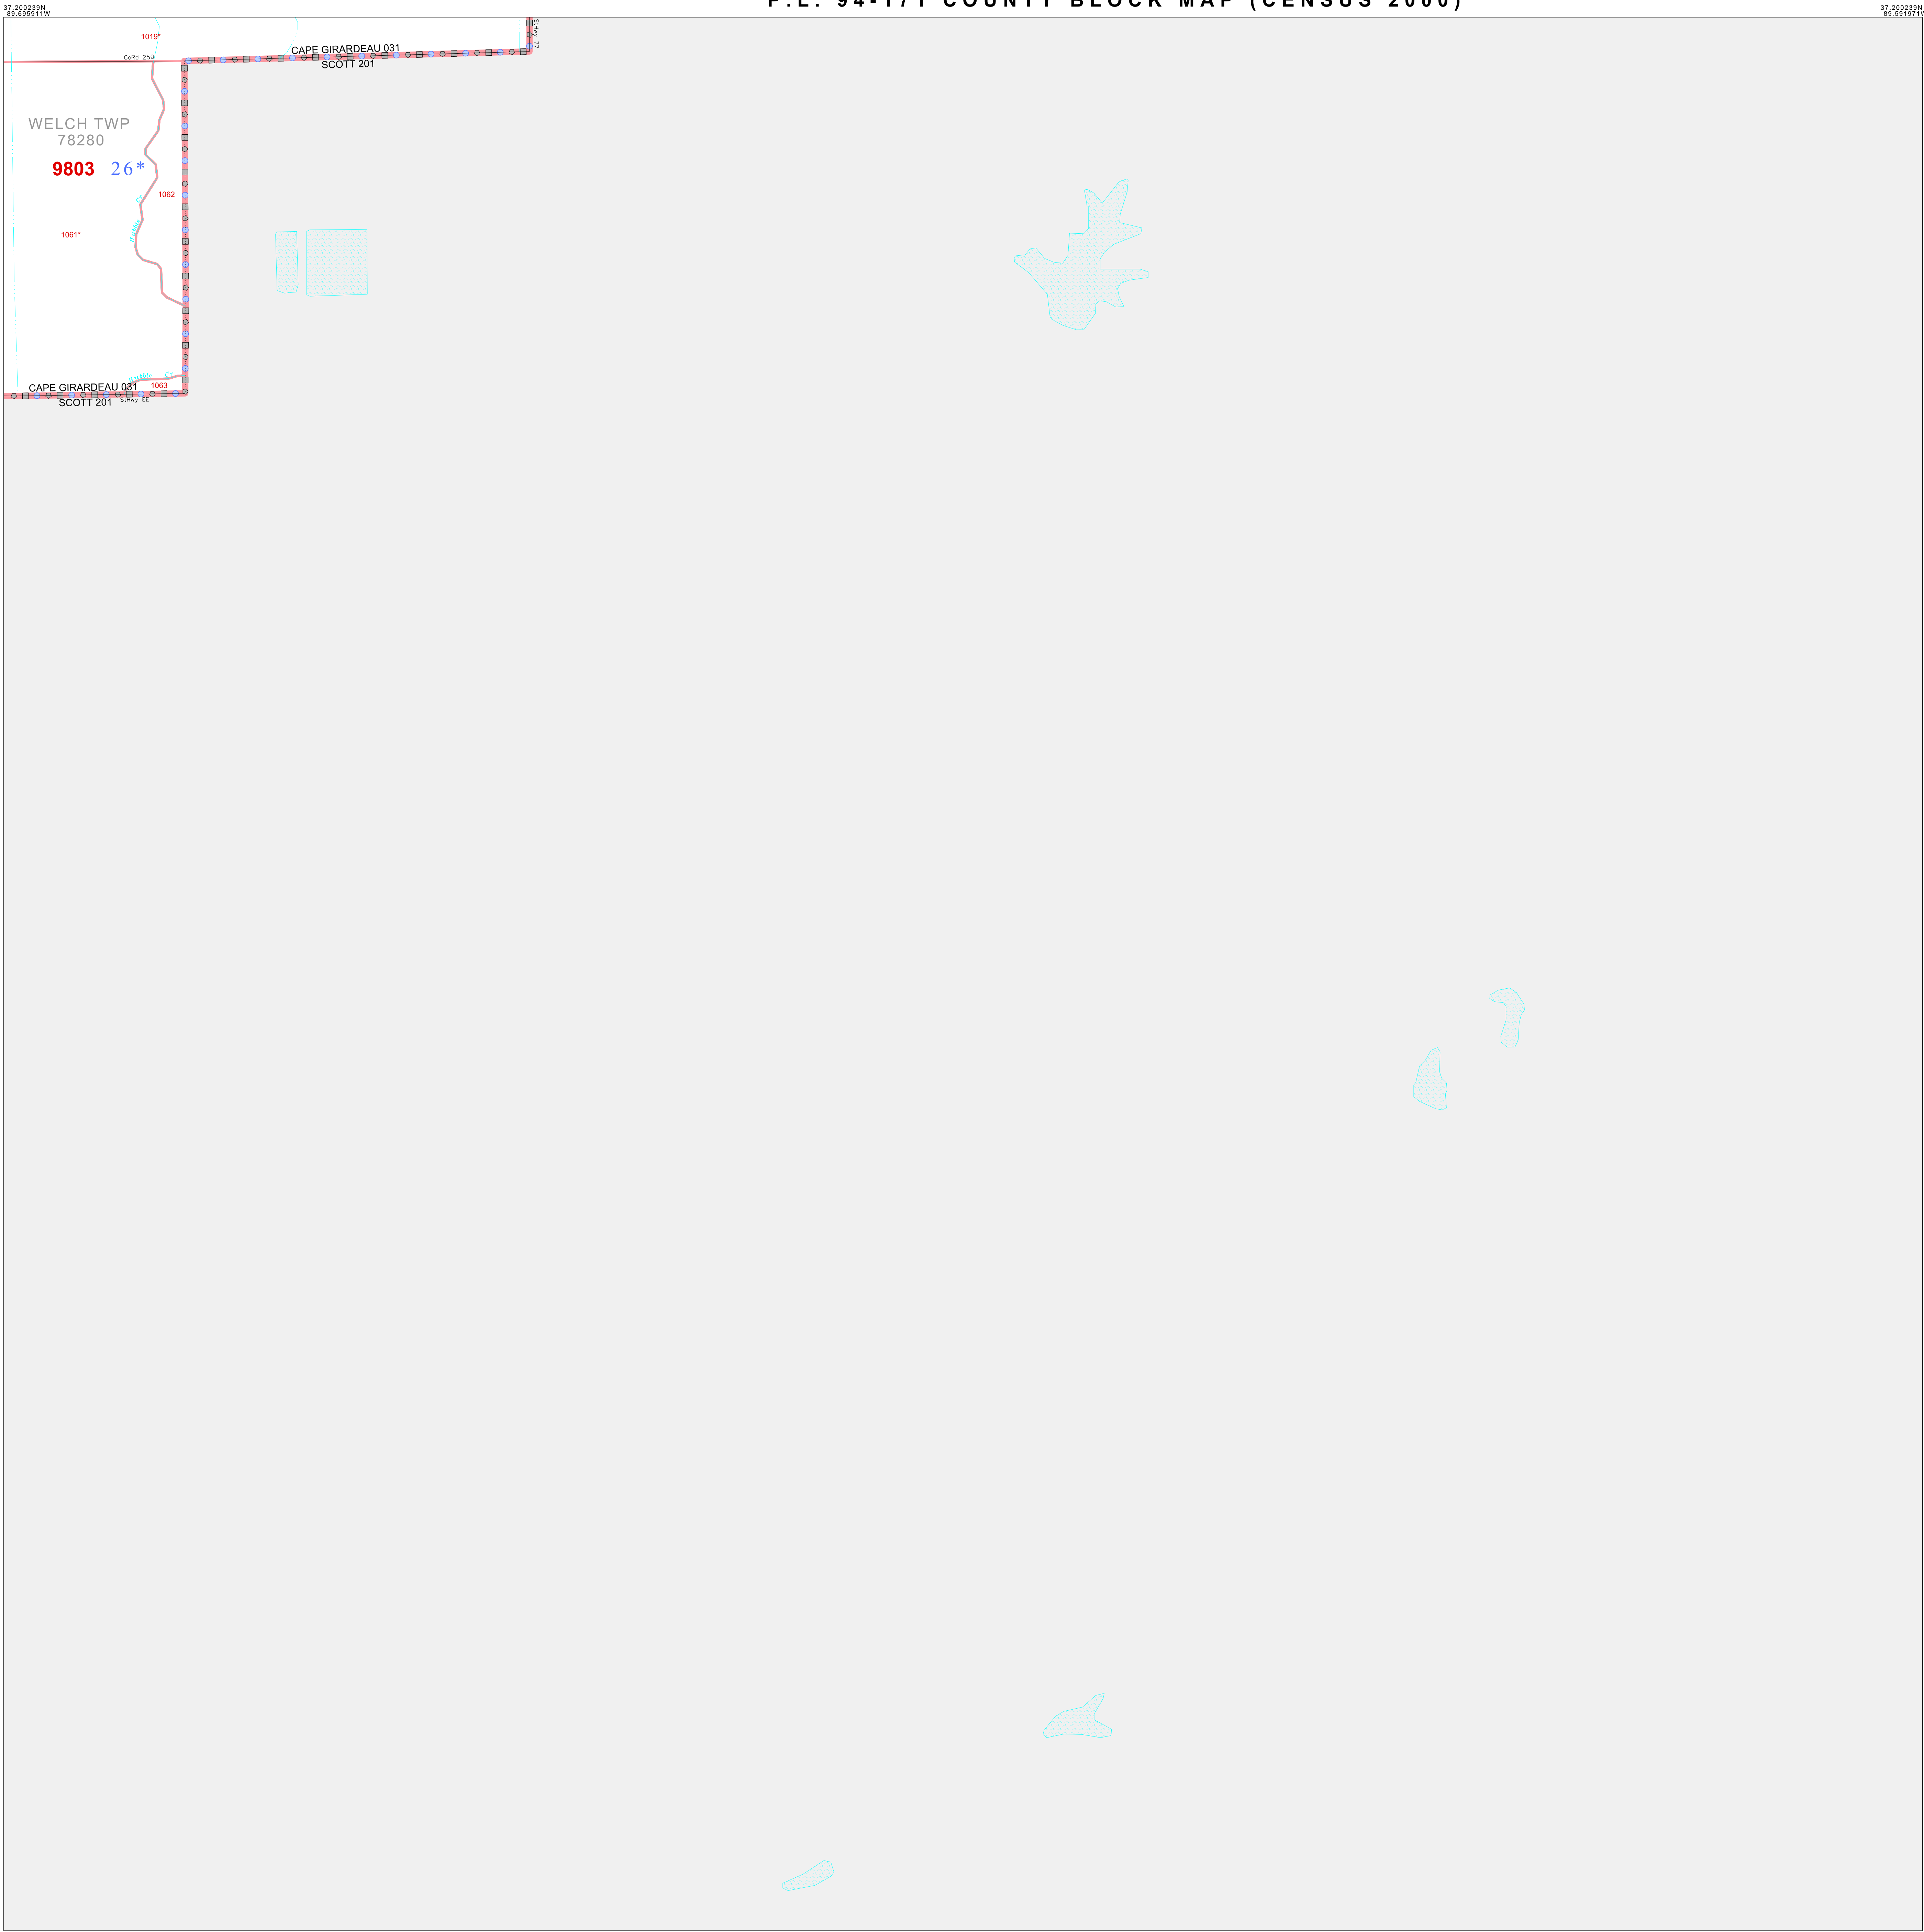 P.L. 94-171 COUNTY BLOCK MAP (CENSUS 2000)
37.200239N
89.695911W
37.200239N
89.591971W
1019*
CoRd 250
CAPE GIRARDEAU 031
SCOTT 201
StHwy 77
WELCH TWP
78280
9803 26*
1062
1061*
Cr
CAPE GIRARDEAU 031
SCOTT 201
StHwy EE
Cr
1063